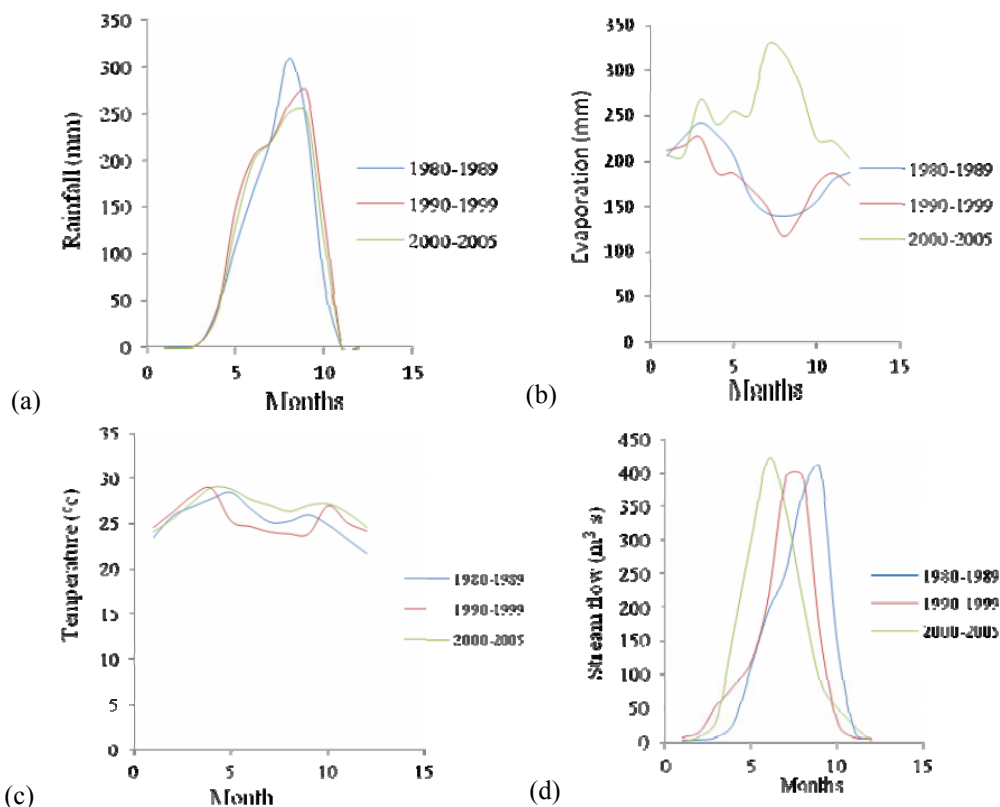 350
300
250
200
150
100
50
0
0 5 10 15
Rainfall (mm)
Months
1980-1989
1990-1999
2000-2005
(a)
350
300
250
200
150
100
50
0
0 5 10 15
Evaporation (mm)
Months
1980-1989
1990-1999
2000-2005
(b)
35
30
25
20
15
10
5
0
0 5 10 15
Temperature (°c)
Month
1980-1989
1990-1999
2000-2005
(c)
450
400
350
300
250
200
150
100
50
0
0 5 10 15
Stream flow (m³ s)
Months
1980-1989
1990-1999
2000-2005
(d)